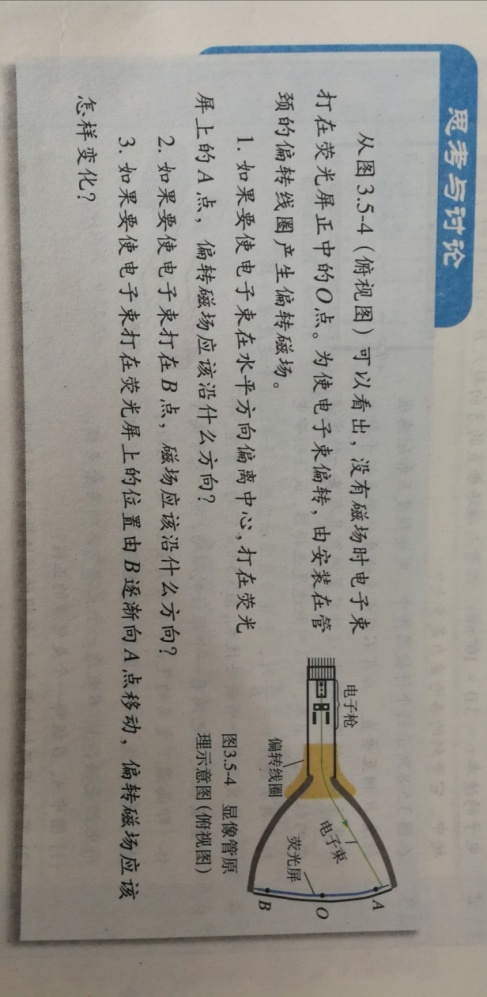 思考与讨论
从图 3.5-4（俯视图）可以看出，没有磁场时电子束
打在荧光屏正中的O点。为使电子束偏转，由安装在管
颈的偏转线圈产生偏转磁场。
1. 如果要使电子束在水平方向偏离中心，打在荧光
屏上的A点，偏转磁场应该沿什么方向？
2. 如果要使电子束打在B点，磁场应该沿什么方向？
3. 如果要使电子束打在荧光屏上的位置由B逐渐向A点移动，偏转磁场应该
怎样变化？
电子枪
偏转线圈
电子束
荧光屏
A
O
B
图3.5-4 显像管原
理示意图（俯视图）